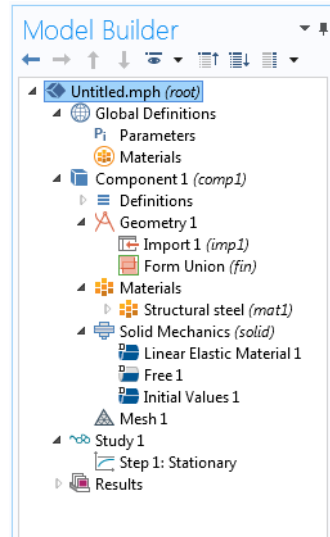 Model Builder
Untitled.mph (root)
Global Definitions
Pi Parameters
Materials
Component 1 (comp1)
Definitions
Geometry 1
Import 1 (imp1)
Form Union (fin)
Materials
Structural steel (mat1)
Solid Mechanics (solid)
D Linear Elastic Material 1
D Free 1
D Initial Values 1
Mesh 1
Study 1
Step 1: Stationary
Results